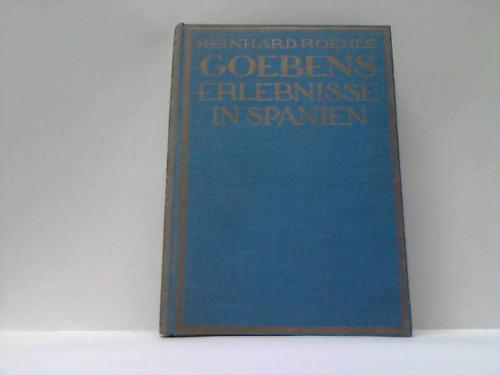 REINHARD ROEHLE
GOEBENS
ERLEBNISSE
IN SPANIEN